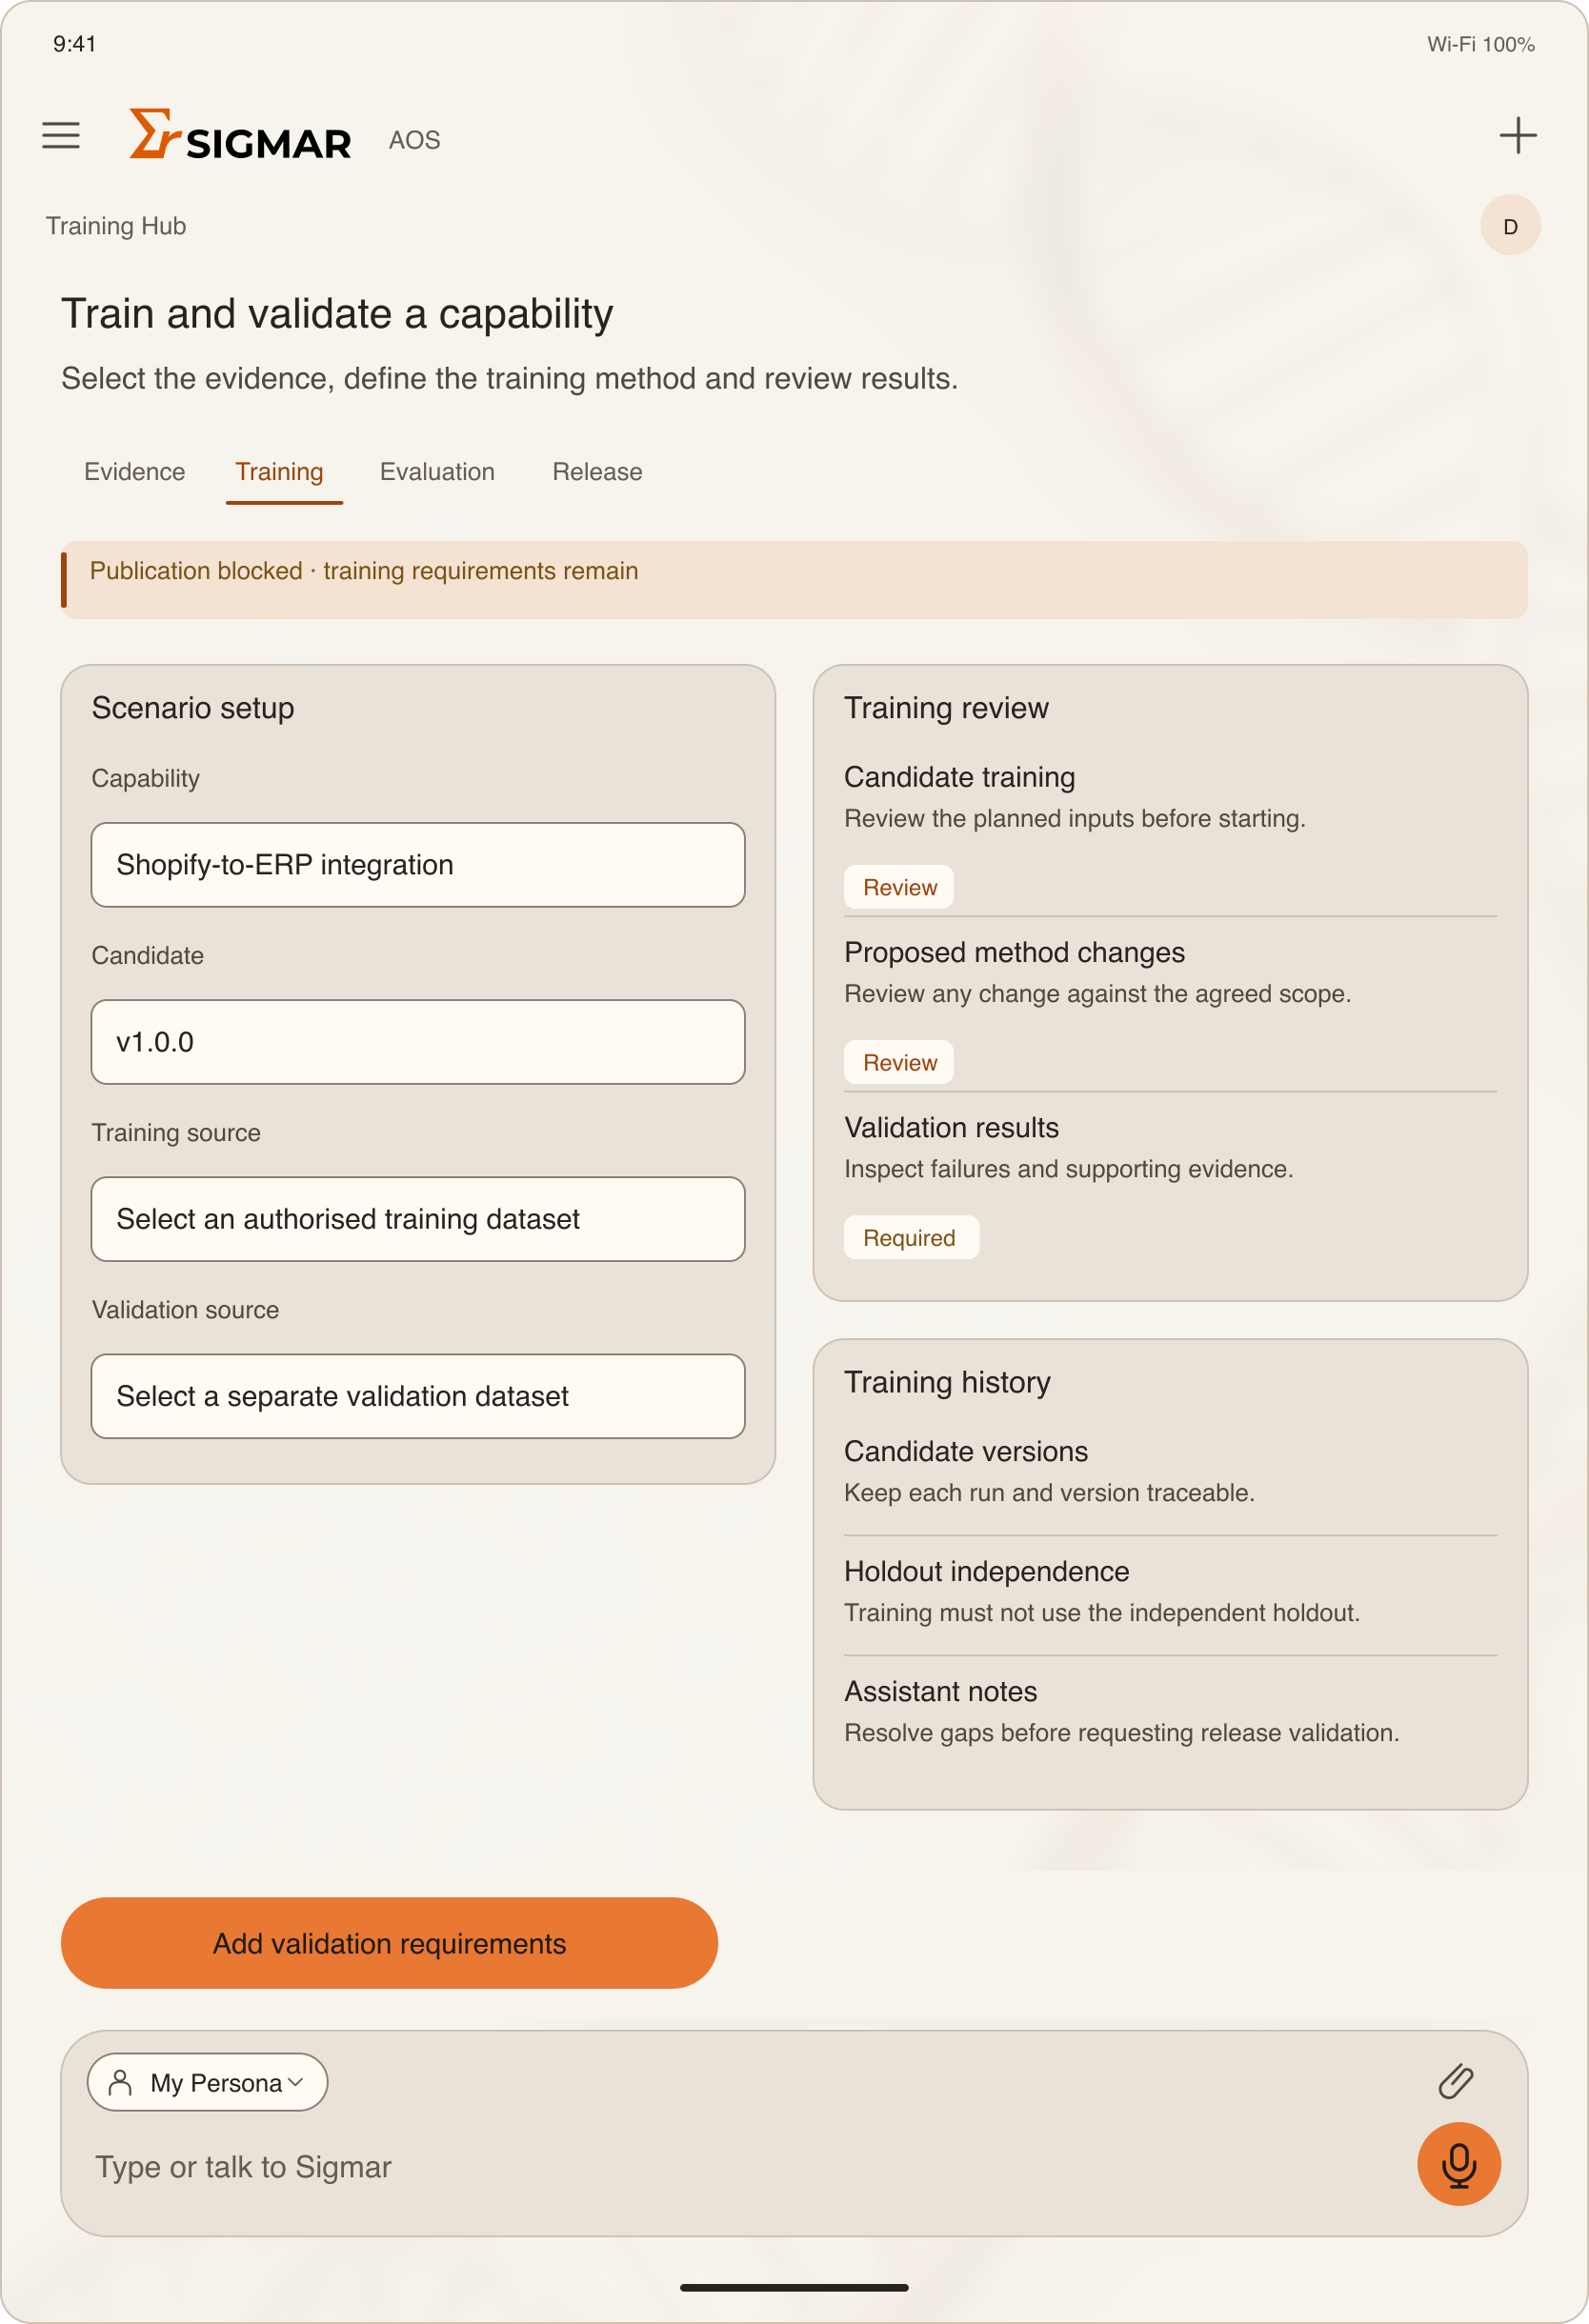 9:41
Wi-Fi 100%
Σr SIGMAR AOS
Training Hub
D
Train and validate a capability
Select the evidence, define the training method and review results.
Evidence Training Evaluation Release
Publication blocked · training requirements remain
Scenario setup
Capability
Shopify-to-ERP integration
Candidate
v1.0.0
Training source
Select an authorised training dataset
Validation source
Select a separate validation dataset
Training review
Candidate training
Review the planned inputs before starting.
Review
Proposed method changes
Review any change against the agreed scope.
Review
Validation results
Inspect failures and supporting evidence.
Required
Training history
Candidate versions
Keep each run and version traceable.
Holdout independence
Training must not use the independent holdout.
Assistant notes
Resolve gaps before requesting release validation.
Add validation requirements
My Persona
Type or talk to Sigmar